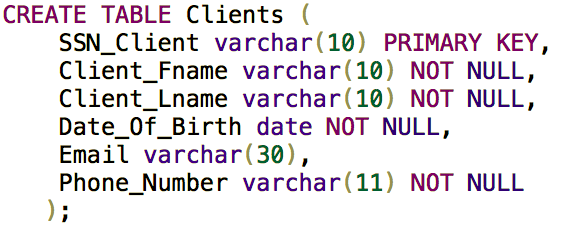 CREATE TABLE Clients (
SSN_Client varchar(10) PRIMARY KEY,
Client_Fname varchar(10) NOT NULL,
Client_Lname varchar(10) NOT NULL,
Date_Of_Birth date NOT NULL,
Email varchar(30),
Phone_Number varchar(11) NOT NULL
);